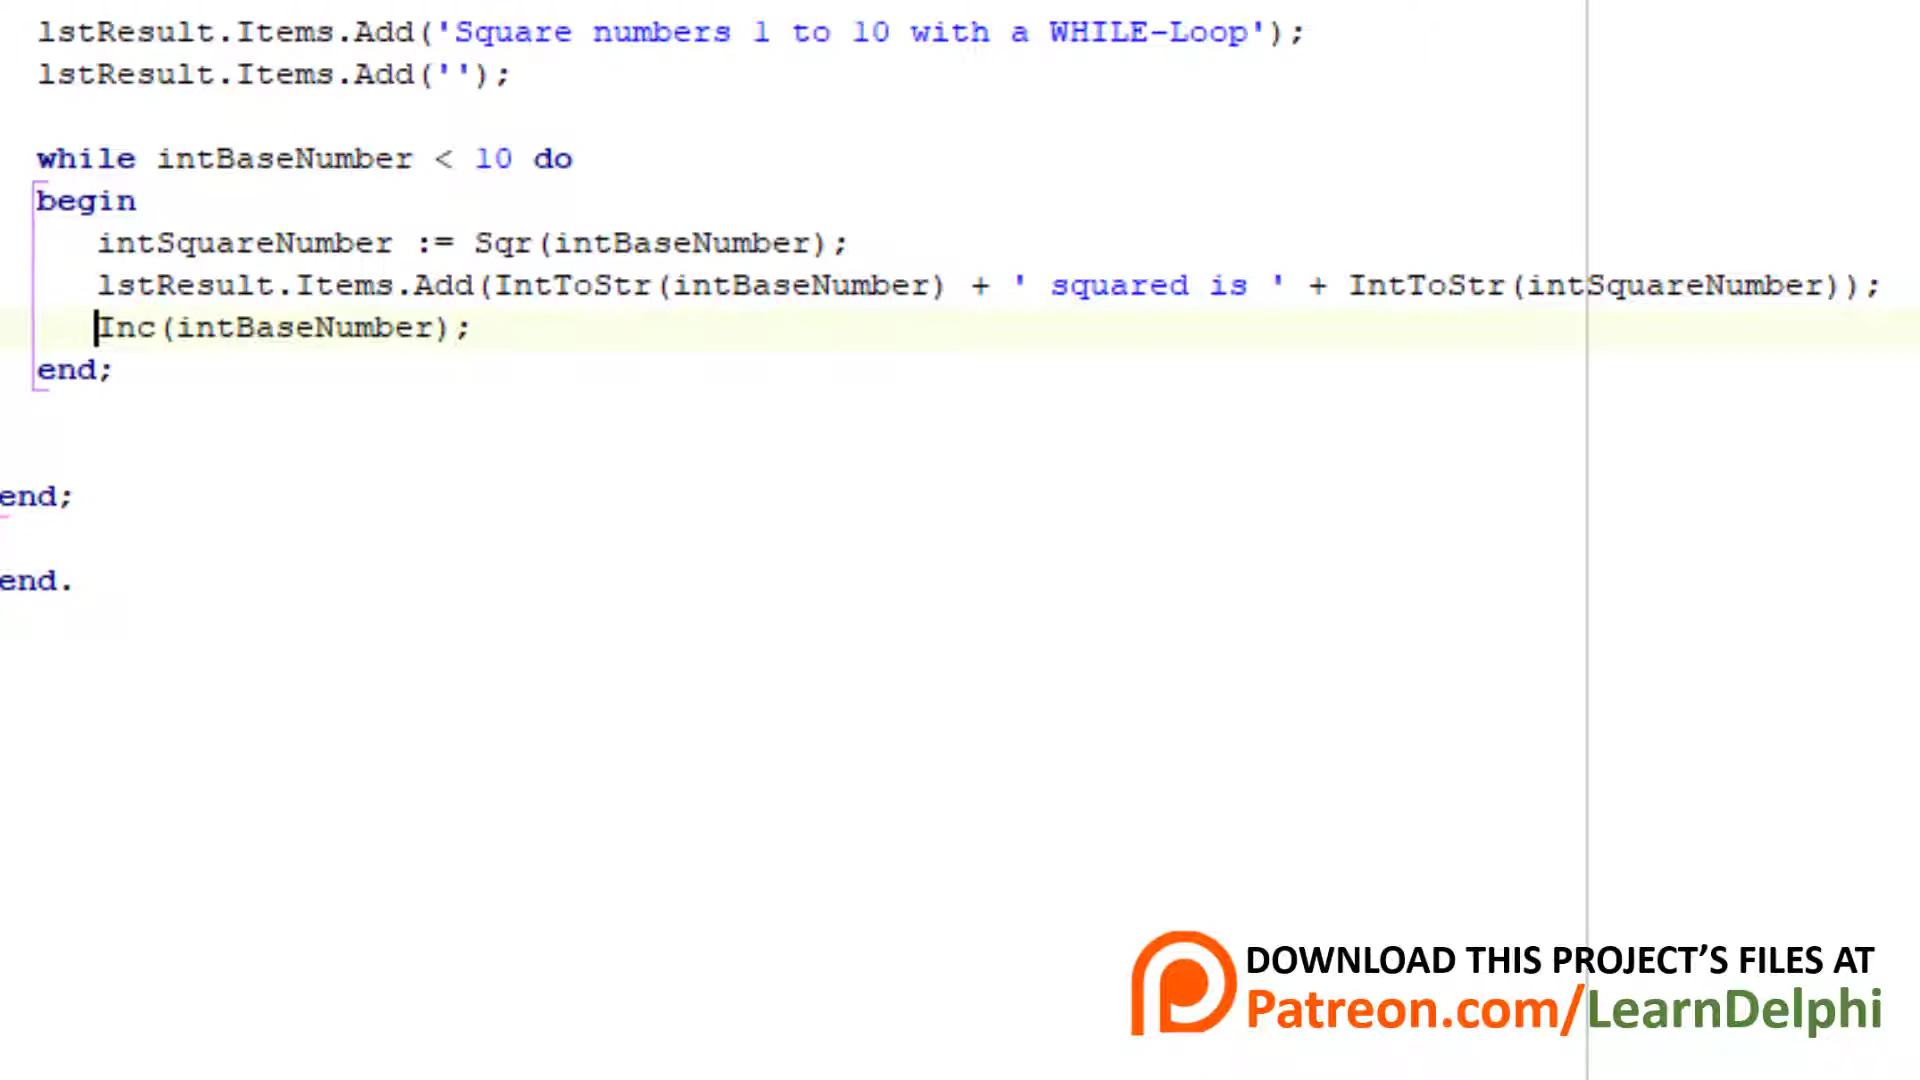 lstResult.Items.Add('Square numbers 1 to 10 with a WHILE-Loop');
lstResult.Items.Add('');
while intBaseNumber < 10 do
begin
intSquareNumber := Sqr(intBaseNumber);
lstResult.Items.Add(IntToStr(intBaseNumber) + ' squared is ' + IntToStr(intSquareNumber));
Inc(intBaseNumber);
end;
end;
end.
DOWNLOAD THIS PROJECT’S FILES AT
Patreon.com/LearnDelphi